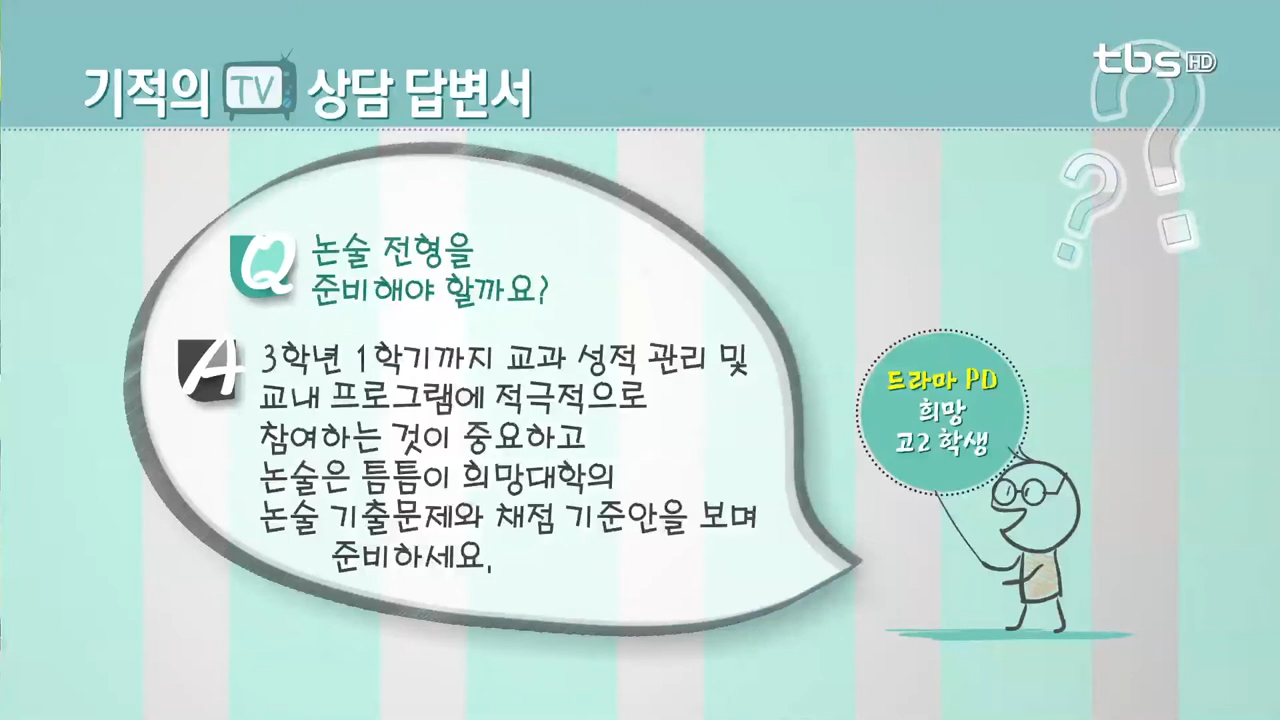 기적의 TV 상담 답변서
tbs HD
Q 논술 전형을
준비해야 할까요?
A 3학년 1학기까지 교과 성적 관리 및
교내 프로그램에 적극적으로
참여하는 것이 중요하고
논술은 틈틈이 희망대학의
논술 기출문제와 채점 기준안을 보며
준비하세요.
드라마 PD
희망
고2 학생